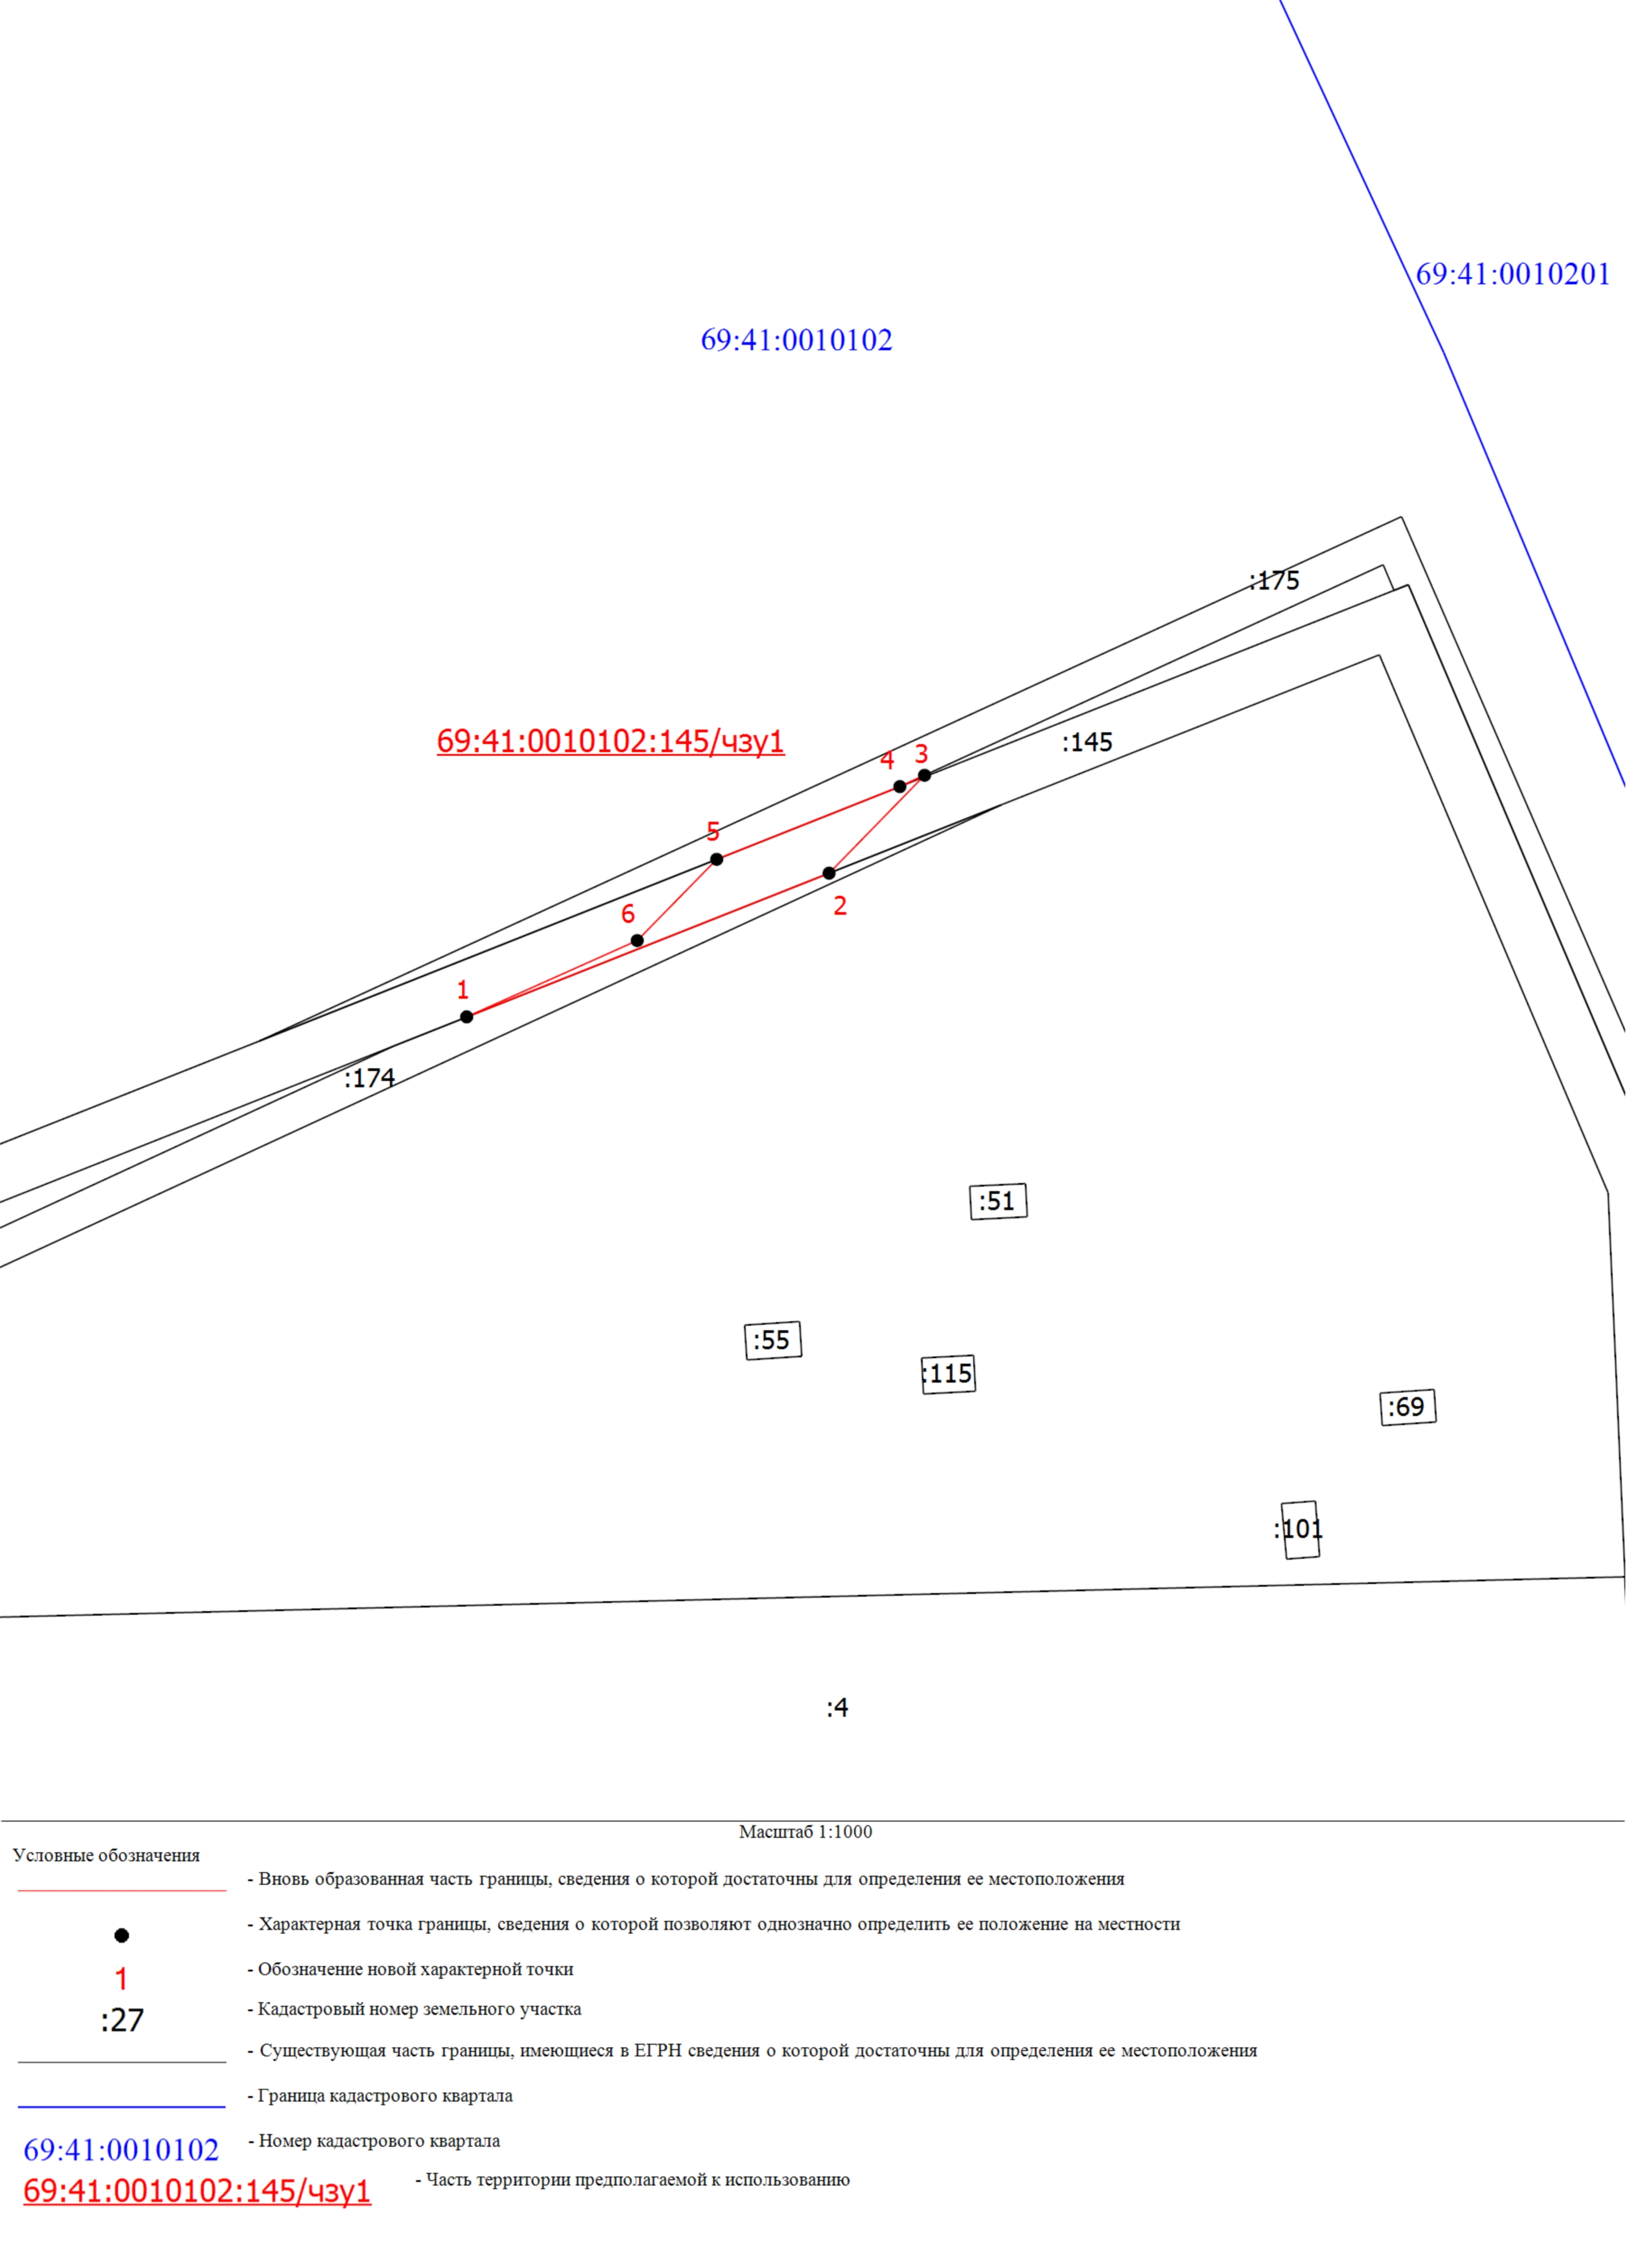 69:41:0010201
69:41:0010102
:175
69:41:0010102:145/чзу1
:145
4
3
5
2
6
1
:174
:51
:55
:115
:69
:101
:4
Масштаб 1:1000
Условные обозначения
- Вновь образованная часть границы, сведения о которой достаточны для определения ее местоположения
- Характерная точка границы, сведения о которой позволяют однозначно определить ее положение на местности
1
- Обозначение новой характерной точки
:27
- Кадастровый номер земельного участка
- Существующая часть границы, имеющиеся в ЕГРН сведения о которой достаточны для определения ее местоположения
- Граница кадастрового квартала
69:41:0010102
- Номер кадастрового квартала
69:41:0010102:145/чзу1
- Часть территории предполагаемой к использованию